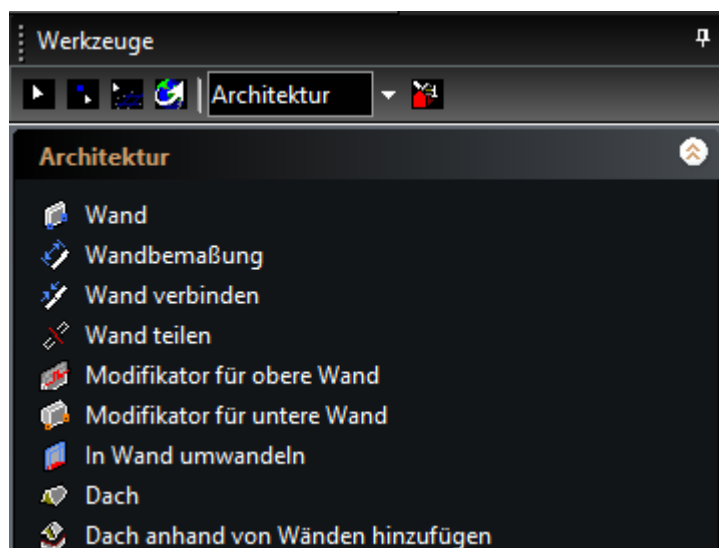 Werkzeuge
Architektur
Architektur
Wand
Wandbemaßung
Wand verbinden
Wand teilen
Modifikator für obere Wand
Modifikator für untere Wand
In Wand umwandeln
Dach
Dach anhand von Wänden hinzufügen